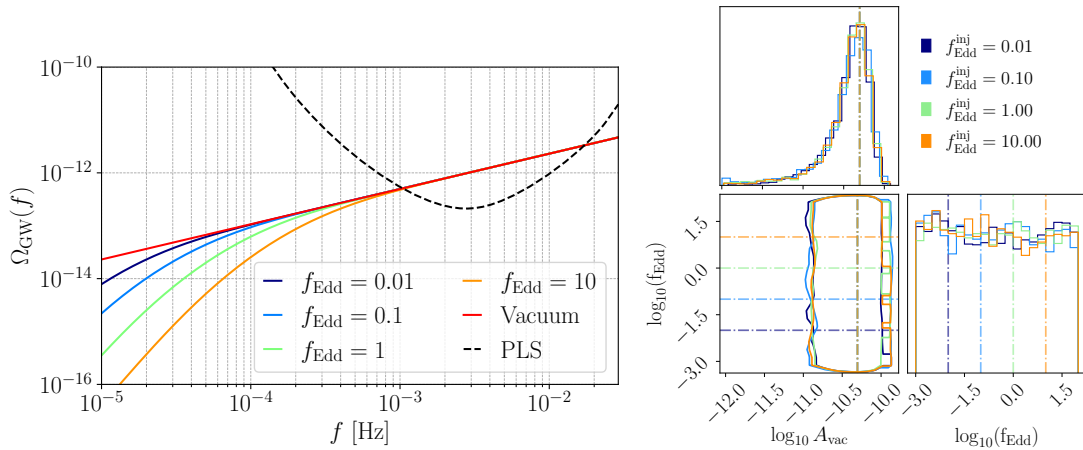 10⁻¹⁰
10⁻¹²
10⁻¹⁴
10⁻¹⁶
Ω_GW(f)
10⁻⁵ 10⁻⁴ 10⁻³ 10⁻²
f [Hz]
f_Edd = 0.01
f_Edd = 0.1
f_Edd = 1
f_Edd = 10
Vacuum
PLS
f_Edd^inj = 0.01
f_Edd^inj = 0.10
f_Edd^inj = 1.00
f_Edd^inj = 10.00
log₁₀(f_Edd)
1.5
0.0
−1.5
−3.0
−12.0 −11.5 −11.0 −10.5 −10.0
log₁₀ A_vac
−3.0 −1.5 0.0 1.5
log₁₀(f_Edd)